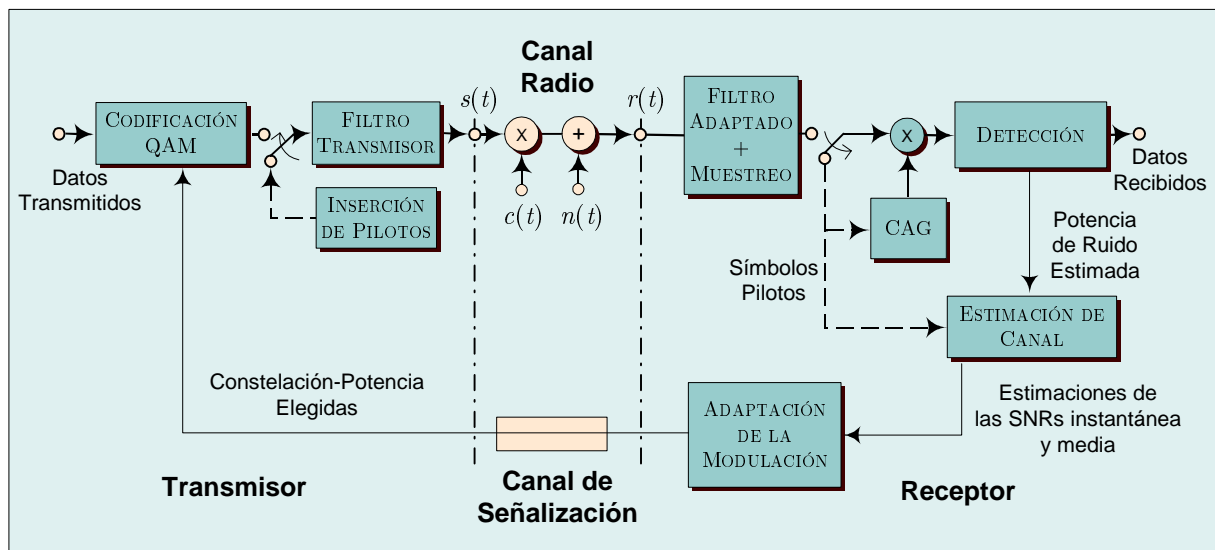 Canal
Radio
CODIFICACIÓN
QAM
FILTRO
TRANSMISOR
s(t)
x
+
r(t)
FILTRO
ADAPTADO
+
MUESTREO
x
DETECCIÓN
Datos
Transmitidos
Datos
Recibidos
INSERCIÓN
DE PILOTOS
c(t)
n(t)
CAG
Símbolos
Pilotos
Potencia
de Ruido
Estimada
ESTIMACIÓN DE
CANAL
Constelación-Potencia
Elegidas
ADAPTACIÓN
DE LA
MODULACIÓN
Estimaciones de
las SNRs instantánea
y media
Transmisor
Canal de
Señalización
Receptor